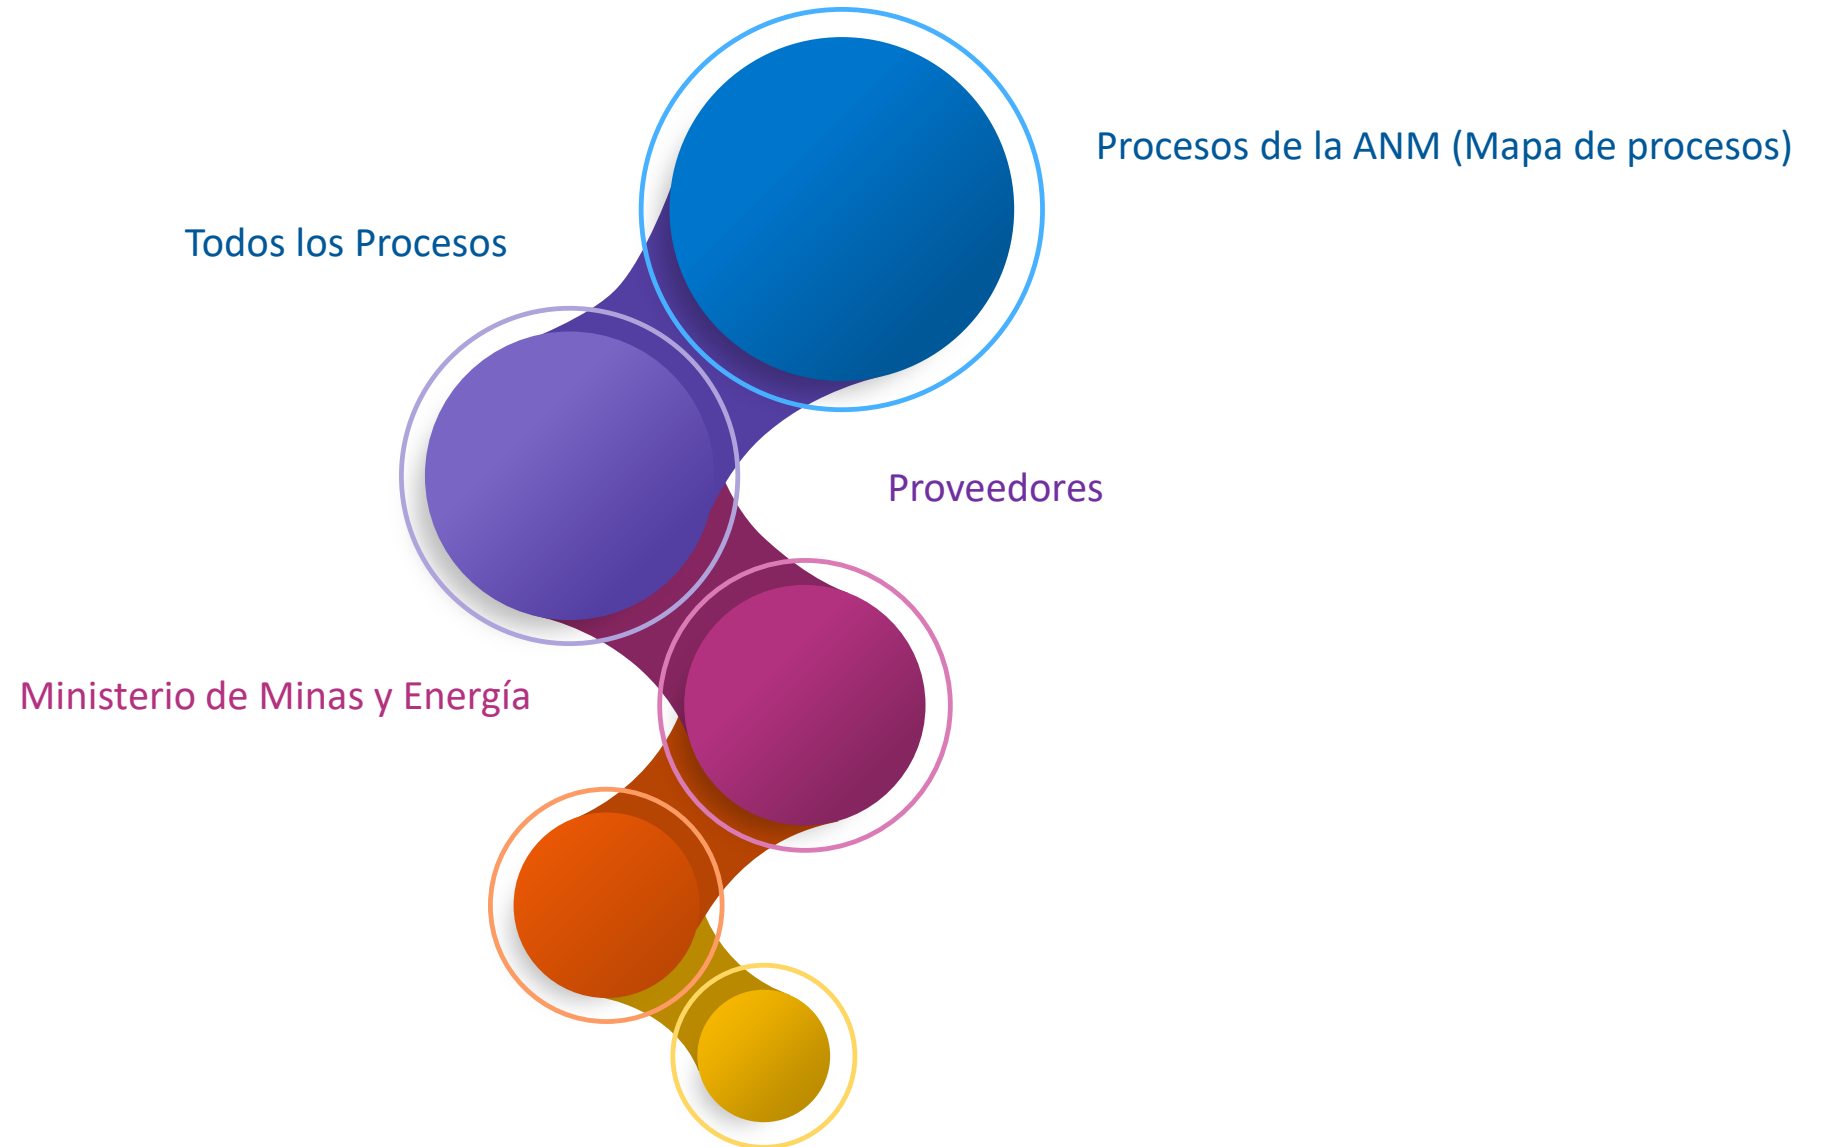 Procesos de la ANM (Mapa de procesos)
Todos los Procesos
Proveedores
Ministerio de Minas y Energía